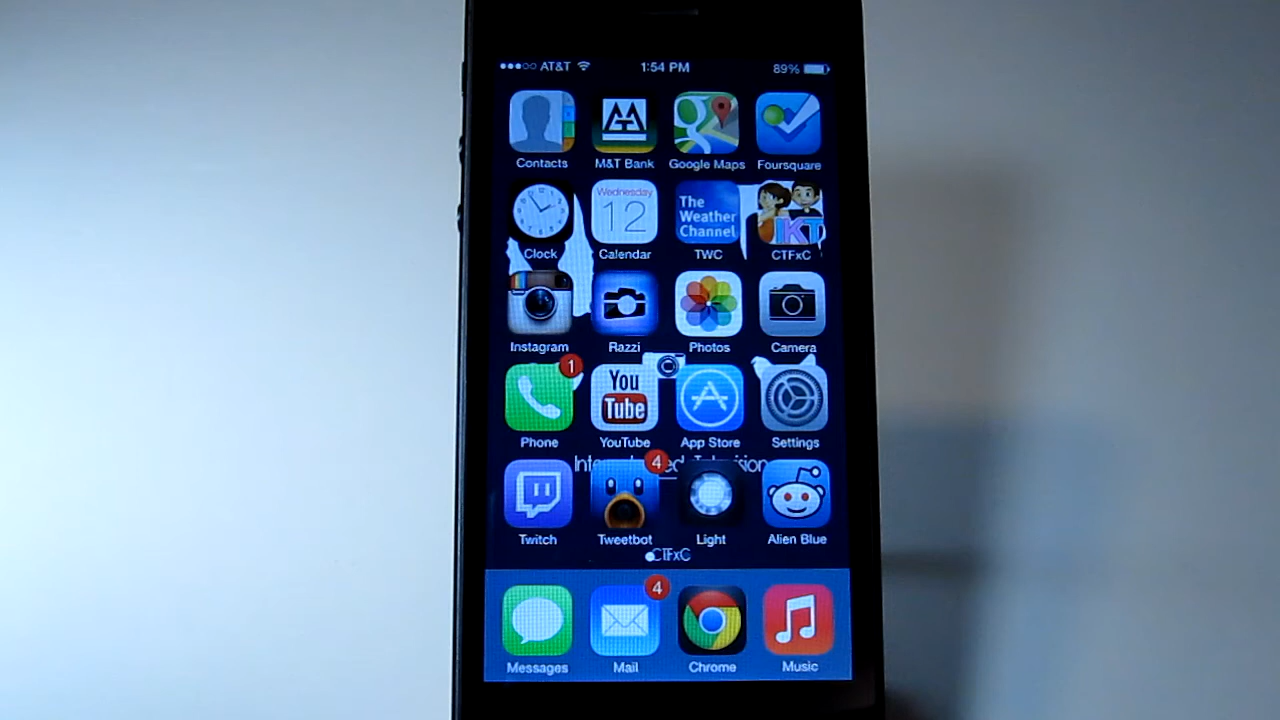 AT&T 1:54 PM 89%
Contacts M&T Bank Google Maps Foursquare
Wednesday
12
The
Weather
Channel
KT
Clock Calendar TWC CTFxC
Instagram Razzi Photos Camera
1
You
Tube
Phone YouTube App Store Settings
4
Twitch Tweetbot Light Alien Blue
CTFxC
4
Messages Mail Chrome Music